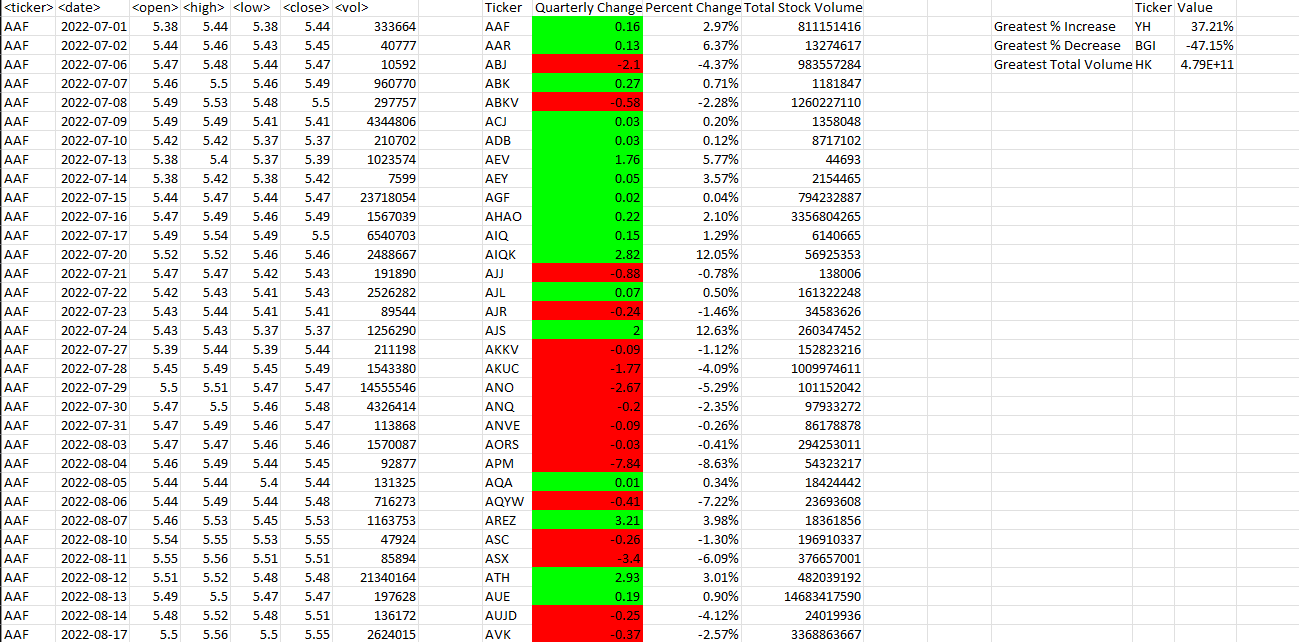 <ticker> <date> <open> <high> <low> <close> <vol> Ticker Quarterly Change Percent Change Total Stock Volume Ticker Value
AAF 2022-07-01 5.38 5.44 5.38 5.44 333664 AAF 0.16 2.97% 811151416 Greatest % Increase YH 37.21%
AAF 2022-07-02 5.44 5.46 5.43 5.45 40777 AAR 0.13 6.37% 13274617 Greatest % Decrease BGI -47.15%
AAF 2022-07-06 5.47 5.48 5.44 5.47 10592 ABJ -2.1 -4.37% 983557284 Greatest Total Volume HK 4.79E+11
AAF 2022-07-07 5.46 5.5 5.46 5.49 960770 ABK 0.27 0.71% 1181847
AAF 2022-07-08 5.49 5.53 5.48 5.5 297757 ABKV -0.58 -2.28% 1260227110
AAF 2022-07-09 5.49 5.49 5.41 5.41 4344806 ACJ 0.03 0.20% 1358048
AAF 2022-07-10 5.42 5.42 5.37 5.37 210702 ADB 0.03 0.12% 8717102
AAF 2022-07-13 5.38 5.4 5.37 5.39 1023574 AEV 1.76 5.77% 44693
AAF 2022-07-14 5.38 5.42 5.38 5.42 7599 AEY 0.05 3.57% 2154465
AAF 2022-07-15 5.44 5.47 5.44 5.47 23718054 AGF 0.02 0.04% 794232887
AAF 2022-07-16 5.47 5.49 5.46 5.49 1567039 AHAO 0.22 2.10% 3356804265
AAF 2022-07-17 5.49 5.54 5.49 5.5 6540703 AIQ 0.15 1.29% 6140665
AAF 2022-07-20 5.52 5.52 5.46 5.46 2488667 AIQK 2.82 12.05% 56925353
AAF 2022-07-21 5.47 5.47 5.42 5.43 191890 AJJ -0.88 -0.78% 138006
AAF 2022-07-22 5.42 5.43 5.41 5.43 2526282 AJL 0.07 0.50% 161322248
AAF 2022-07-23 5.43 5.44 5.41 5.41 89544 AJR -0.24 -1.46% 34583626
AAF 2022-07-24 5.43 5.43 5.37 5.37 1256290 AJS 2 12.63% 260347452
AAF 2022-07-27 5.39 5.44 5.39 5.44 211198 AKKV -0.09 -1.12% 152823216
AAF 2022-07-28 5.45 5.49 5.45 5.49 1543380 AKUC -1.77 -4.09% 1009974611
AAF 2022-07-29 5.5 5.51 5.47 5.47 14555546 ANO -2.67 -5.29% 101152042
AAF 2022-07-30 5.47 5.5 5.46 5.48 4326414 ANQ -0.2 -2.35% 97933272
AAF 2022-07-31 5.47 5.49 5.46 5.47 113868 ANVE -0.09 -0.26% 86178878
AAF 2022-08-03 5.47 5.47 5.46 5.46 1570087 AORS -0.03 -0.41% 294253011
AAF 2022-08-04 5.46 5.49 5.44 5.45 92877 APM -7.84 -8.63% 54323217
AAF 2022-08-05 5.44 5.44 5.4 5.44 131325 AQA 0.01 0.34% 18424442
AAF 2022-08-06 5.44 5.49 5.44 5.48 716273 AQYW -0.41 -7.22% 23693608
AAF 2022-08-07 5.46 5.53 5.45 5.53 1163753 AREZ 3.21 3.98% 18361856
AAF 2022-08-10 5.54 5.55 5.53 5.55 47924 ASC -0.26 -1.30% 196910337
AAF 2022-08-11 5.55 5.56 5.51 5.51 85894 ASX -3.4 -6.09% 376657001
AAF 2022-08-12 5.51 5.52 5.48 5.48 21340164 ATH 2.93 3.01% 482039192
AAF 2022-08-13 5.49 5.5 5.47 5.47 197628 AUE 0.19 0.90% 14683417590
AAF 2022-08-14 5.48 5.52 5.48 5.51 136172 AUJD -0.25 -4.12% 24019936
AAF 2022-08-17 5.5 5.56 5.5 5.55 2624015 AVK -0.37 -2.57% 3368863667